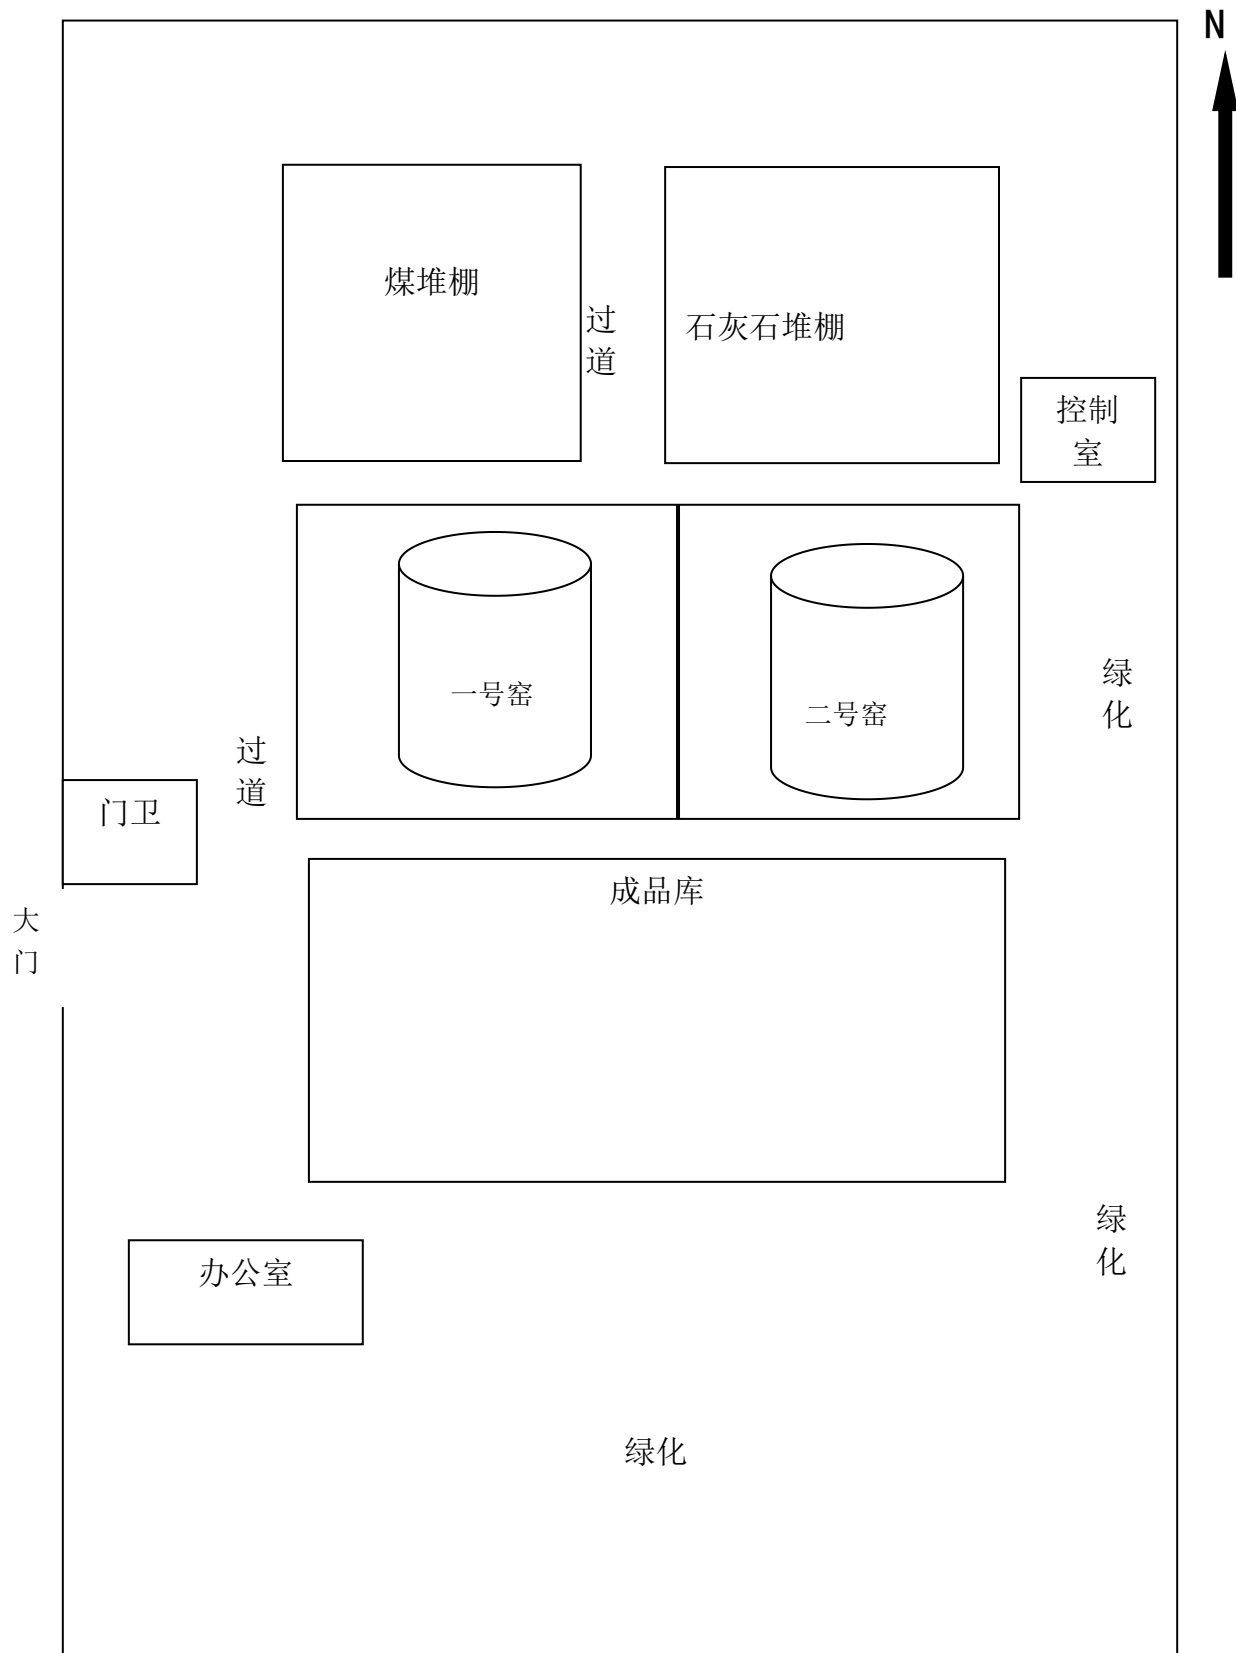 N
煤堆棚
过
道
石灰石堆棚
控制
室
一号窑
二号窑
绿
化
过
道
门卫
成品库
大
门
绿
化
办公室
绿化